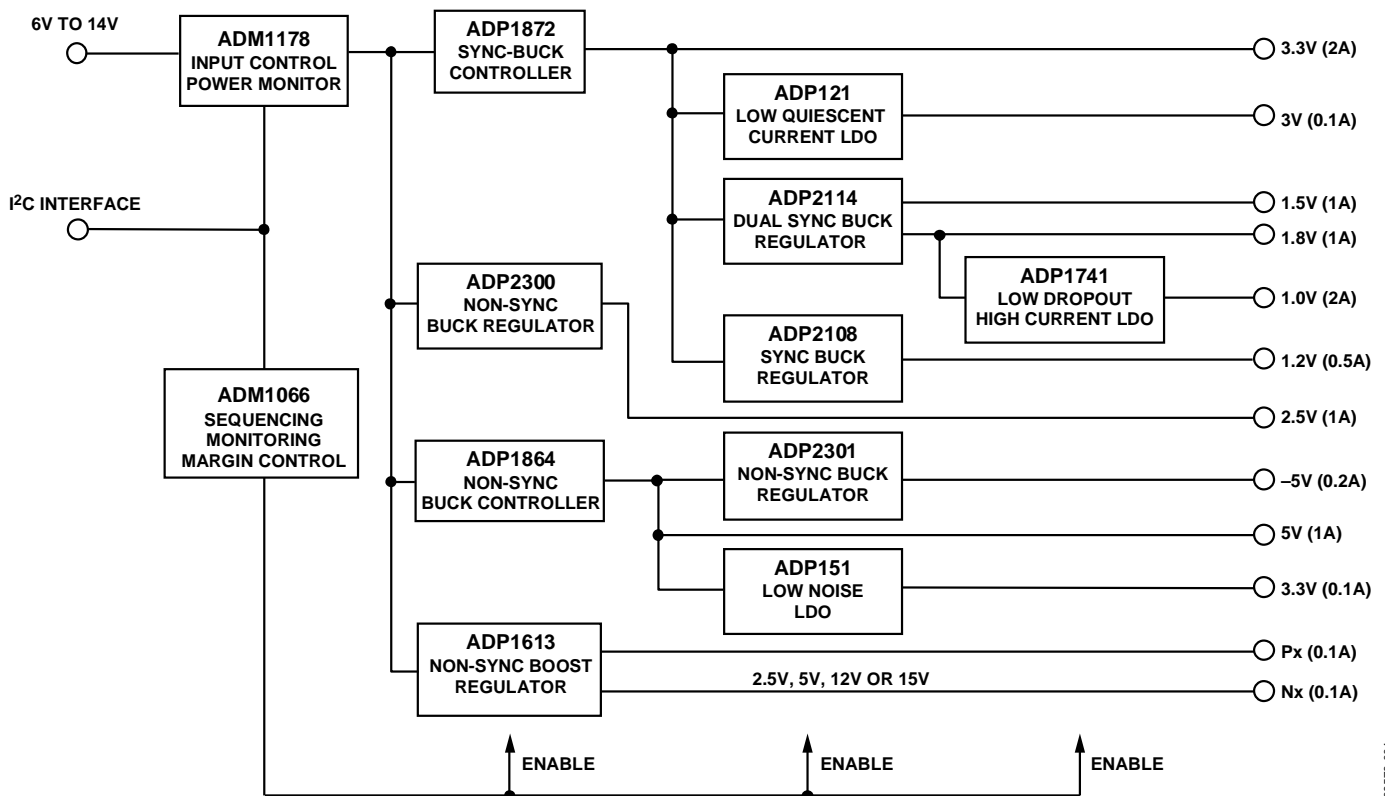 6V TO 14V
ADM1178
INPUT CONTROL
POWER MONITOR
ADP1872
SYNC-BUCK
CONTROLLER
3.3V (2A)
ADP121
LOW QUIESCENT
CURRENT LDO
3V (0.1A)
I²C INTERFACE
ADP2114
DUAL SYNC BUCK
REGULATOR
1.5V (1A)
1.8V (1A)
ADP1741
LOW DROPOUT
HIGH CURRENT LDO
1.0V (2A)
ADP2300
NON-SYNC
BUCK REGULATOR
ADP2108
SYNC BUCK
REGULATOR
1.2V (0.5A)
ADM1066
SEQUENCING
MONITORING
MARGIN CONTROL
2.5V (1A)
ADP1864
NON-SYNC
BUCK CONTROLLER
ADP2301
NON-SYNC BUCK
REGULATOR
–5V (0.2A)
5V (1A)
ADP151
LOW NOISE
LDO
3.3V (0.1A)
ADP1613
NON-SYNC BOOST
REGULATOR
Px (0.1A)
2.5V, 5V, 12V OR 15V
Nx (0.1A)
ENABLE
ENABLE
ENABLE